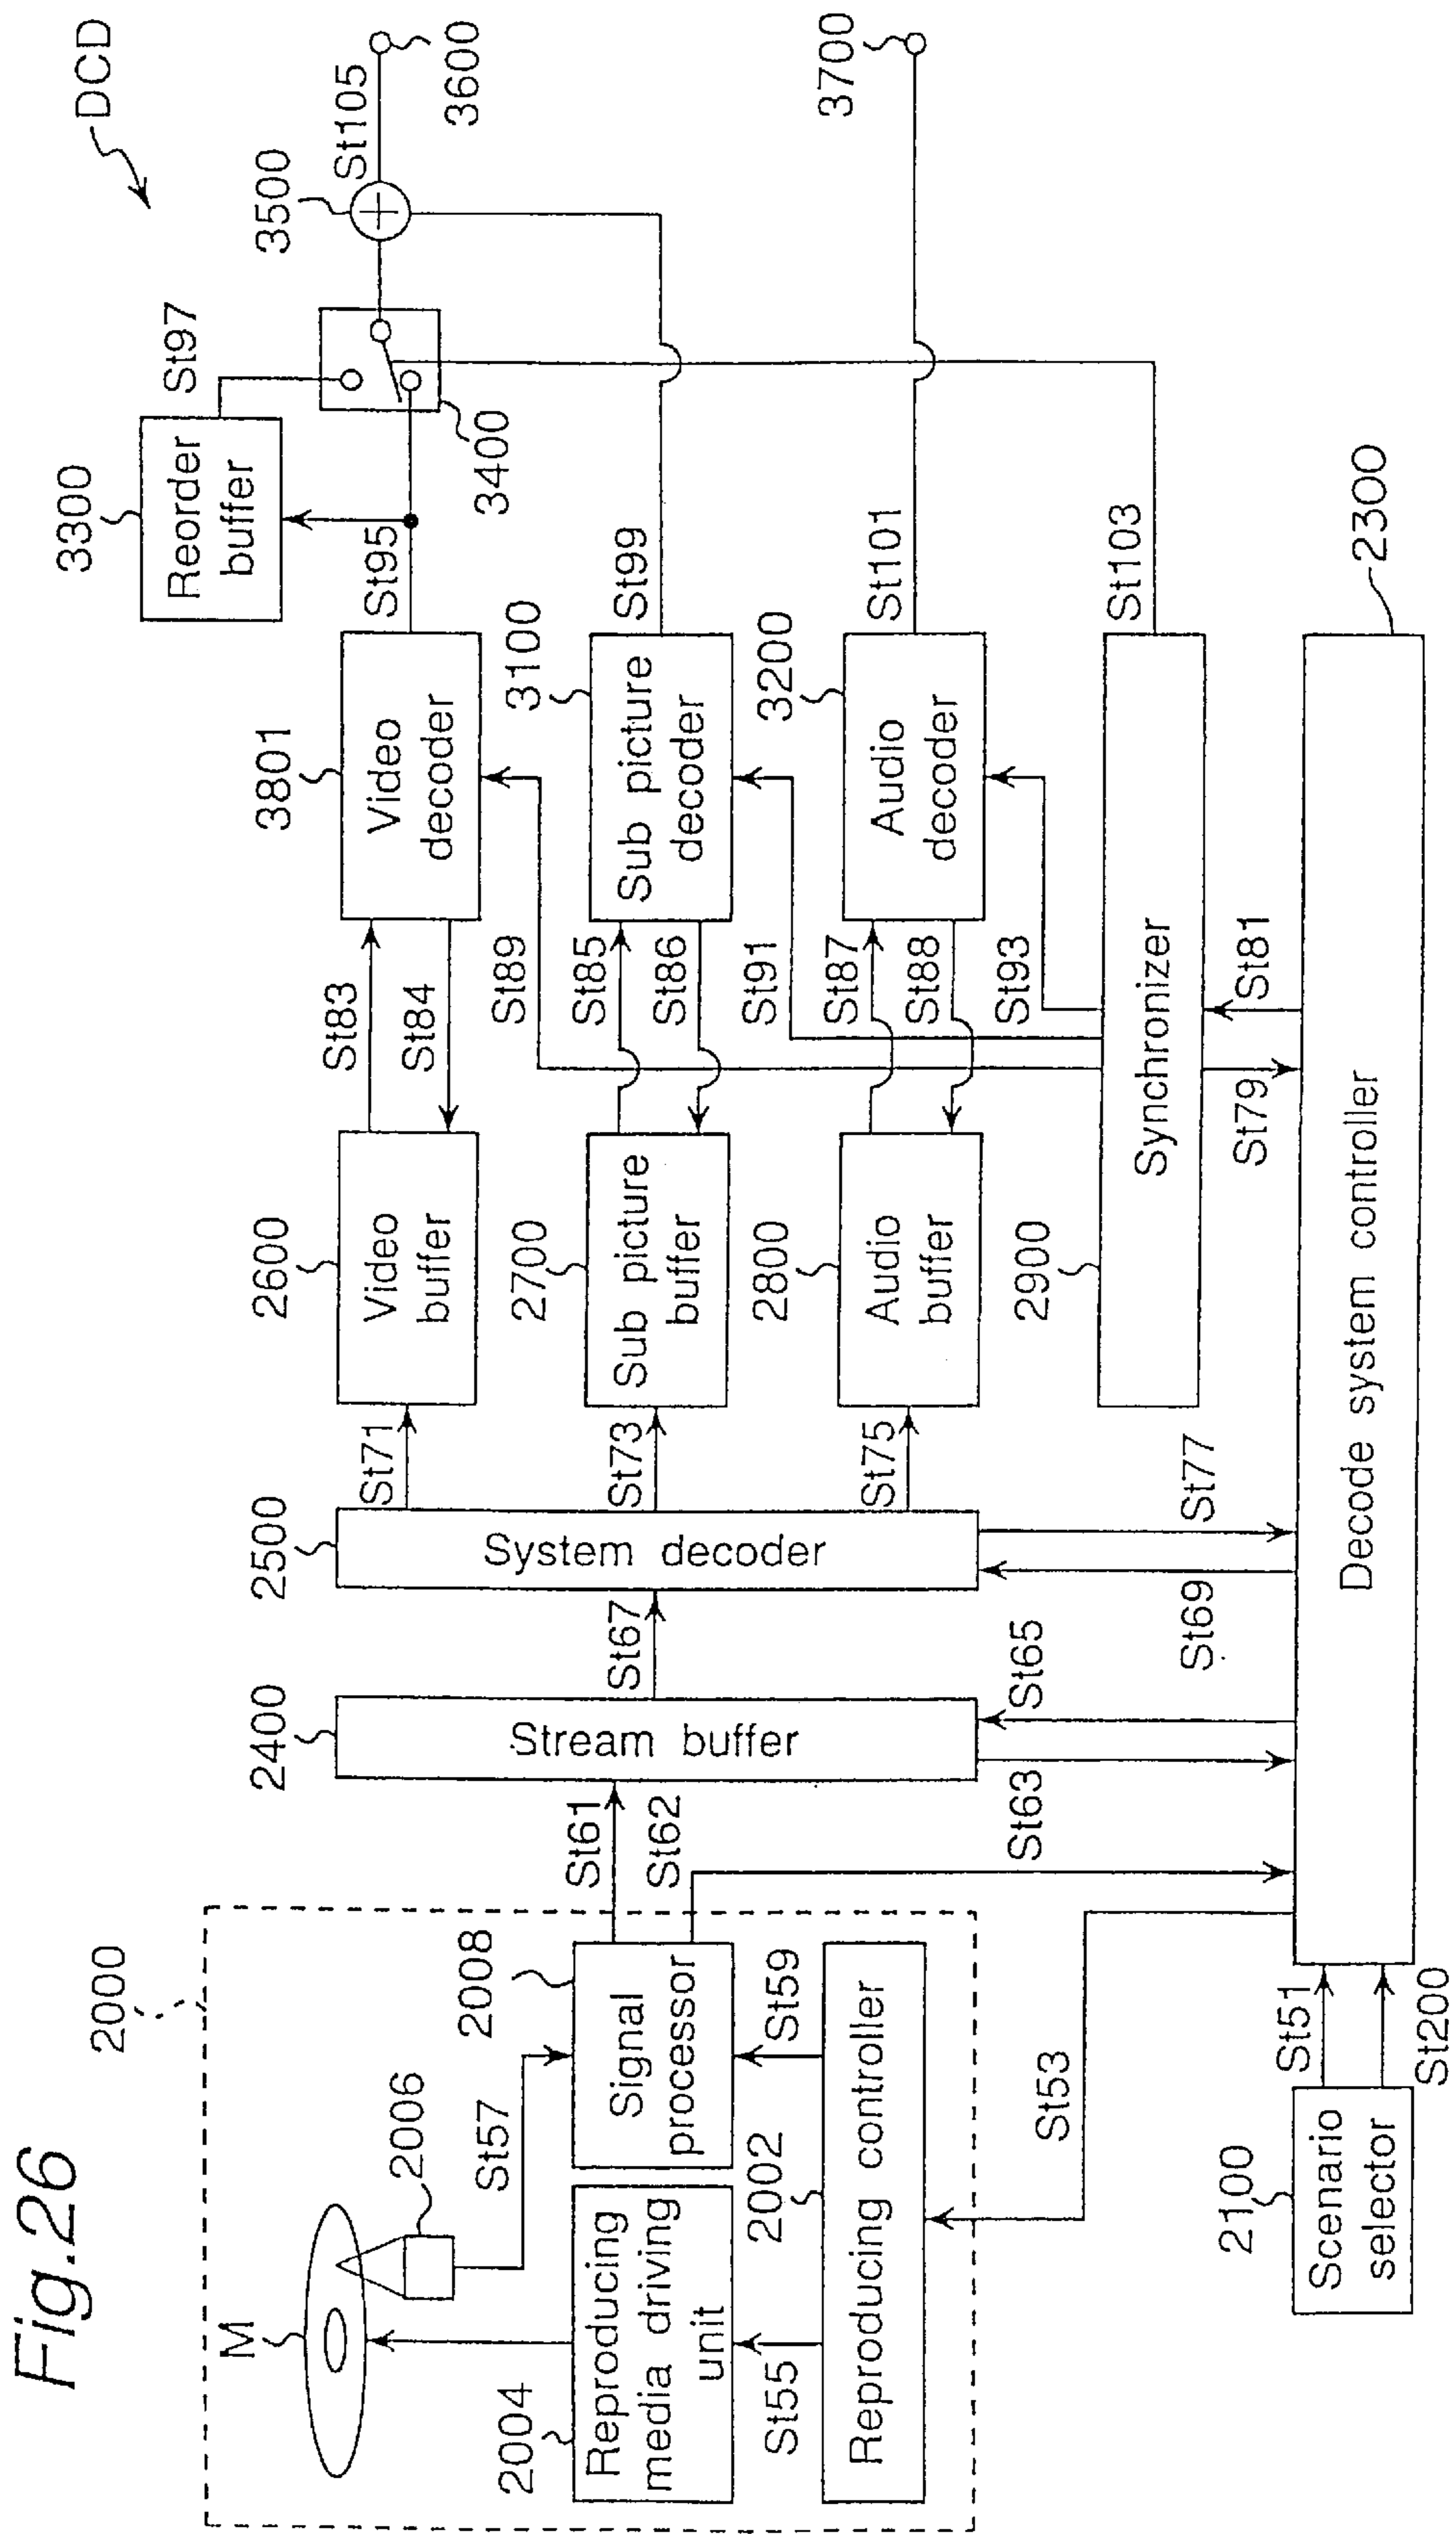 Fig.26
DCD
2000
M
2006
St57
2004
Reproducing
media driving
unit
2008
Signal
processor
St55
St59
2002
Reproducing controller
St53
2100
Scenario
selector
St51
St200
St61
St62
2400
Stream buffer
St63
St65
St67
2500
System decoder
St69
St77
St71
St73
St75
2600
Video
buffer
2700
Sub picture
buffer
2800
Audio
buffer
2900
Synchronizer
St79
St81
St83
St84
St89
St85
St86
St91
St87
St88
St93
3801
Video
decoder
3100
Sub picture
decoder
3200
Audio
decoder
St95
St99
St101
St103
3300
Reorder
buffer
St97
3400
3500
St105
3600
3700
2300
Decode system controller